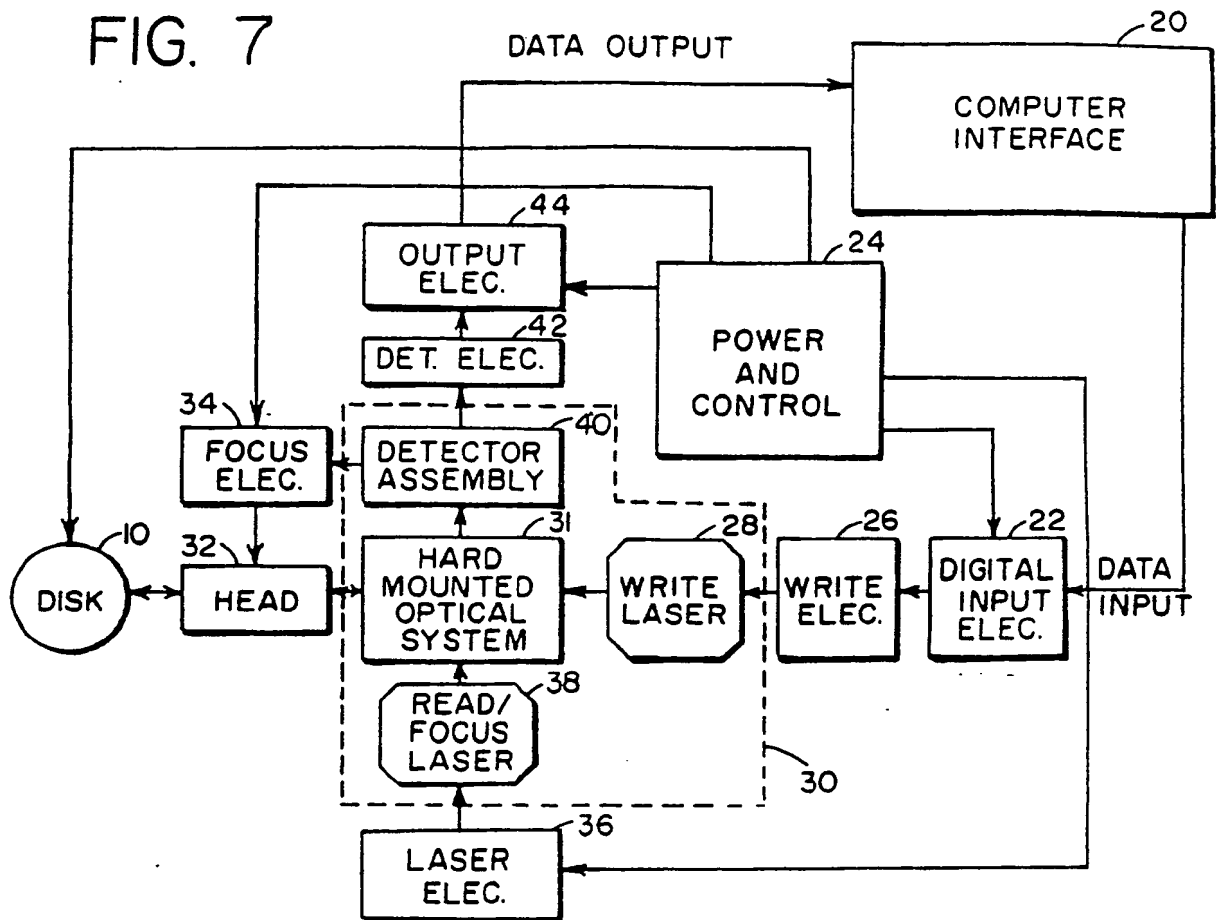 FIG. 7
DATA OUTPUT
20
COMPUTER
INTERFACE
44
OUTPUT
ELEC.
24
POWER
AND
CONTROL
42
DET. ELEC.
34
FOCUS
ELEC.
40
DETECTOR
ASSEMBLY
10
DISK
32
HEAD
31
HARD
MOUNTED
OPTICAL
SYSTEM
28
WRITE
LASER
26
WRITE
ELEC.
22
DIGITAL
INPUT
ELEC.
DATA
INPUT
38
READ/
FOCUS
LASER
30
36
LASER
ELEC.